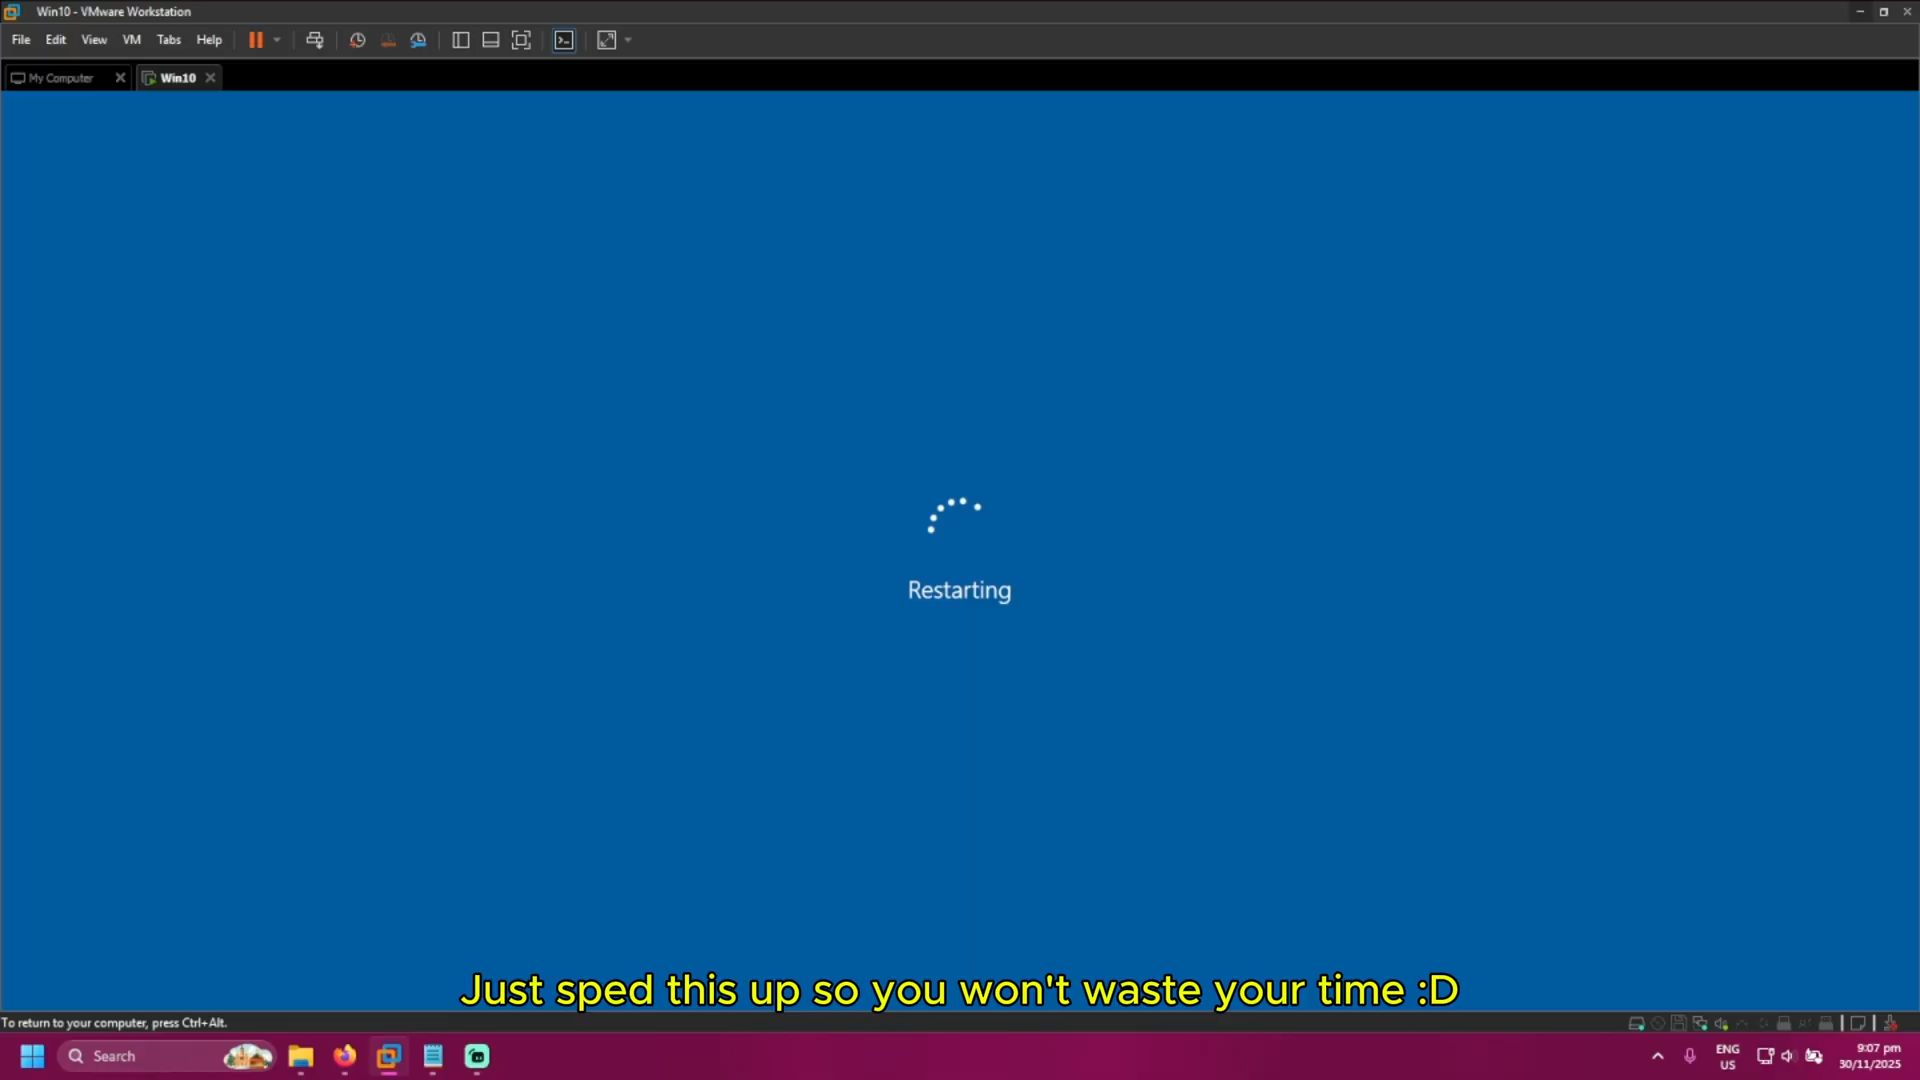 Win10 - VMware Workstation
File Edit View VM Tabs Help
My Computer Win10
Restarting
Just sped this up so you won't waste your time :D
To return to your computer, press Ctrl+Alt.
Search
ENG
US
9:07 pm
30/11/2025